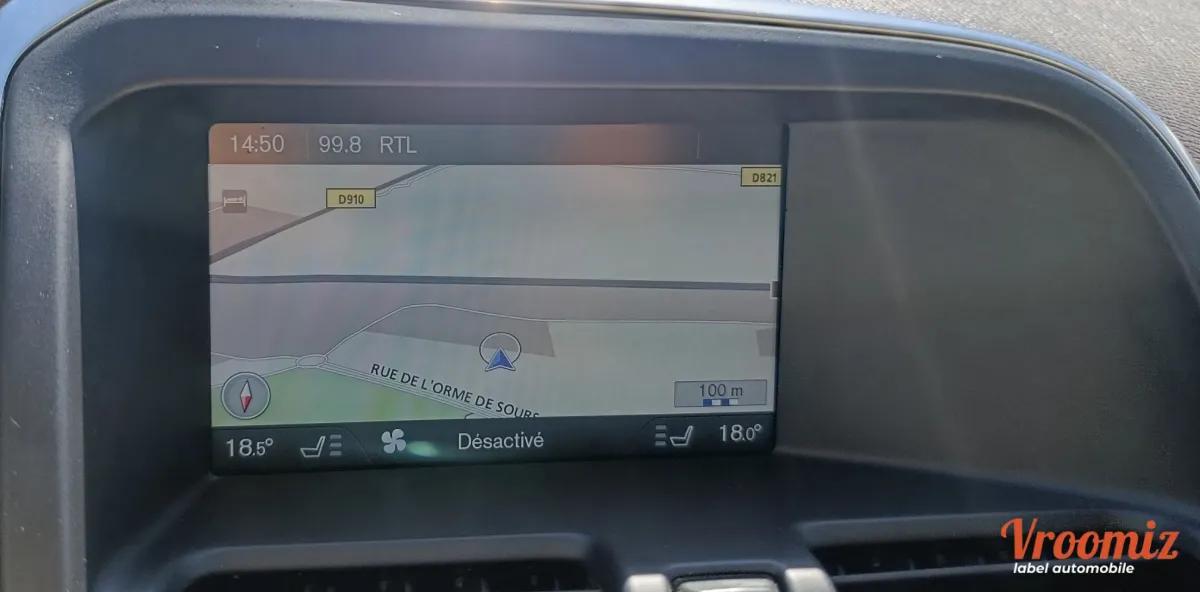 14:50 99.8 RTL
D910
D821
RUE DE L'ORME DE SOURS
100 m
18.5° Désactivé 18.0°
Vroomiz
label automobile